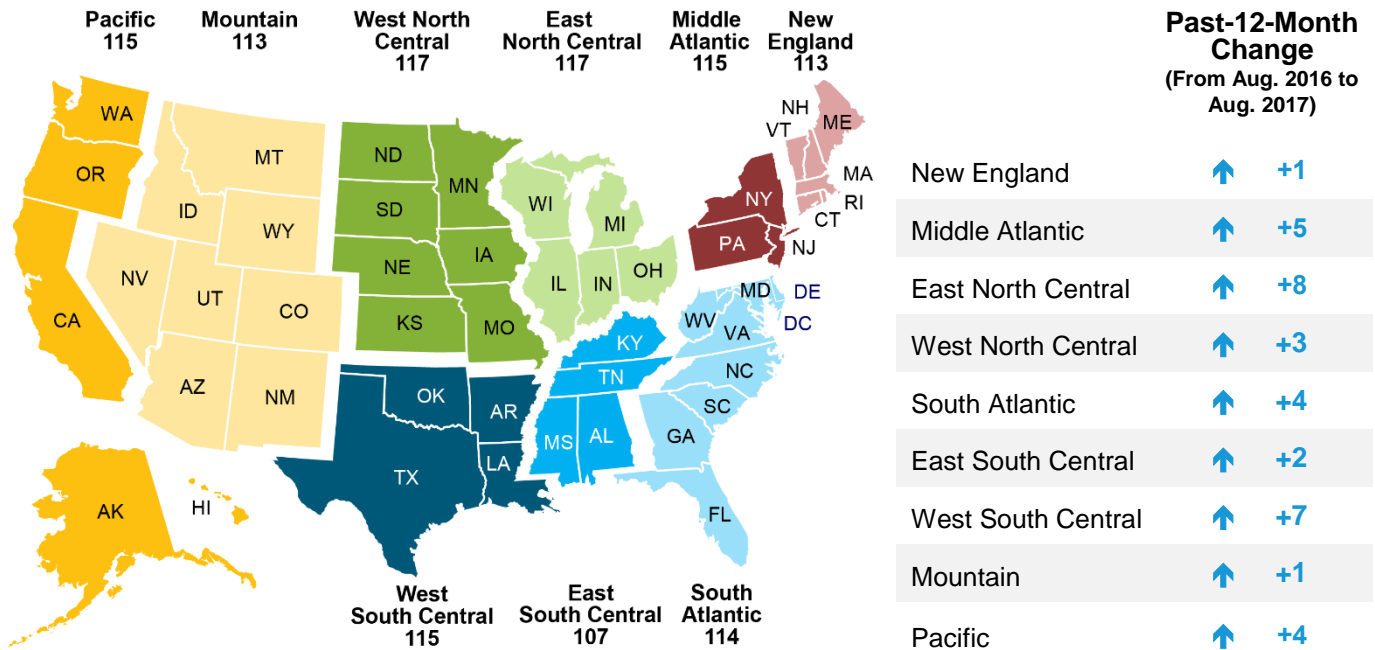 Pacific
115
Mountain
113
West North
Central
117
East
North Central
117
Middle
Atlantic
115
New
England
113
WA
OR
CA
AK
HI
MT
ID
WY
NV
UT
CO
AZ
NM
ND
SD
NE
KS
MN
IA
MO
WI
MI
IL
IN
OH
NH
VT
ME
MA
RI
CT
NY
PA
NJ
MD
DE
DC
WV
VA
NC
SC
GA
FL
KY
TN
MS
AL
OK
AR
TX
LA
West
South Central
115
East
South Central
107
South
Atlantic
114
Past-12-Month
Change
(From Aug. 2016 to
Aug. 2017)
New England +1
Middle Atlantic +5
East North Central +8
West North Central +3
South Atlantic +4
East South Central +2
West South Central +7
Mountain +1
Pacific +4